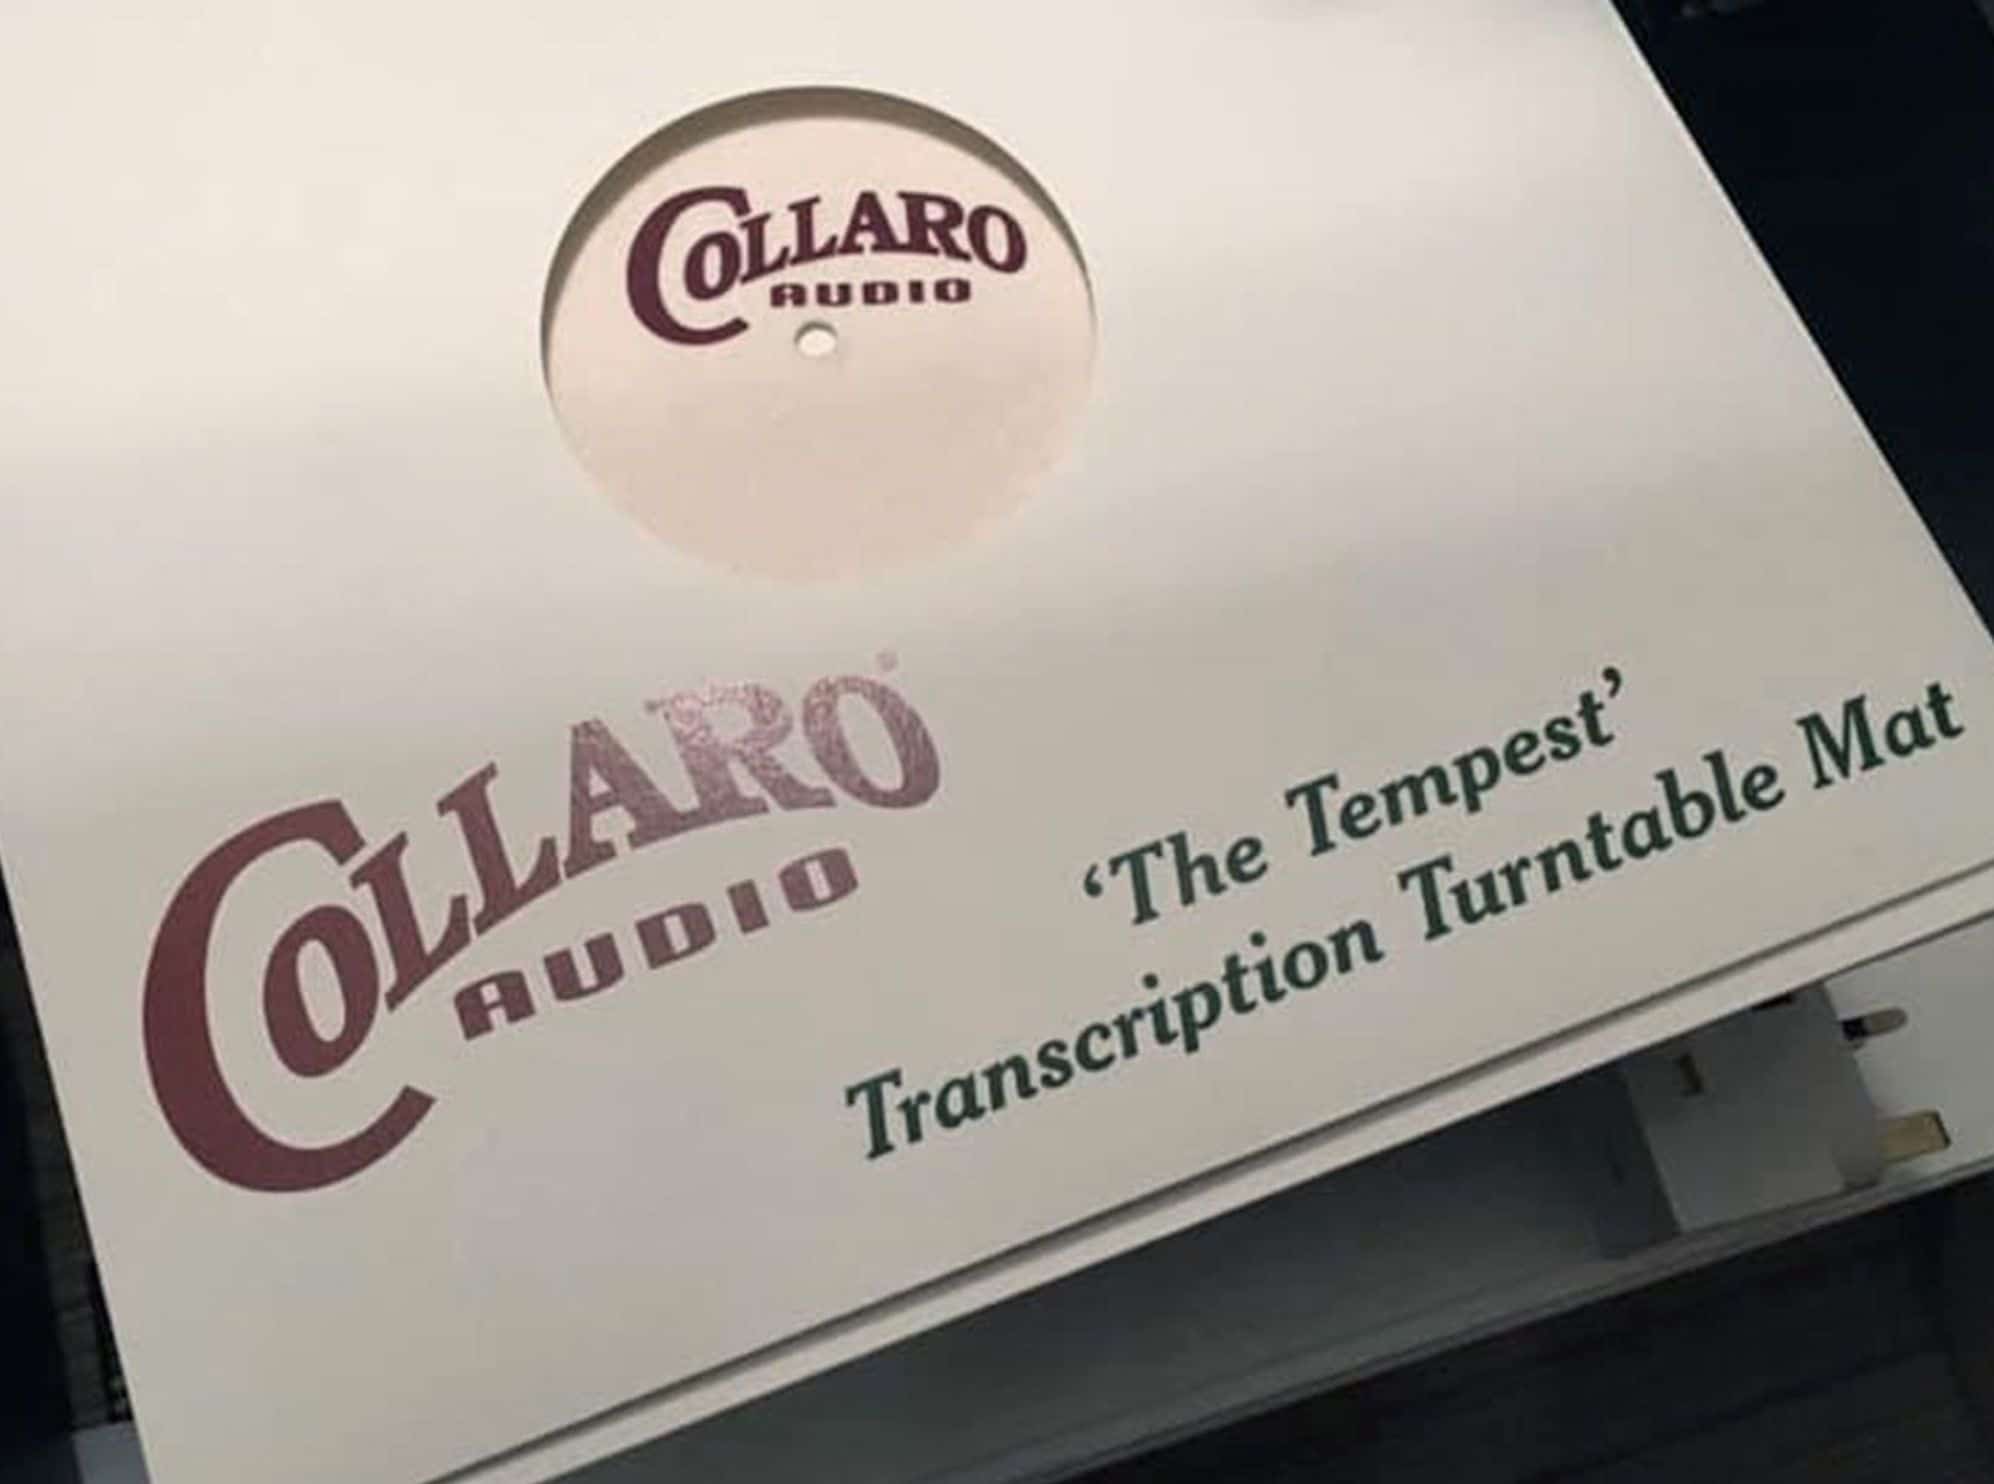 COLLARO
AUDIO
COLLARO®
AUDIO
‘The Tempest’
Transcription Turntable Mat